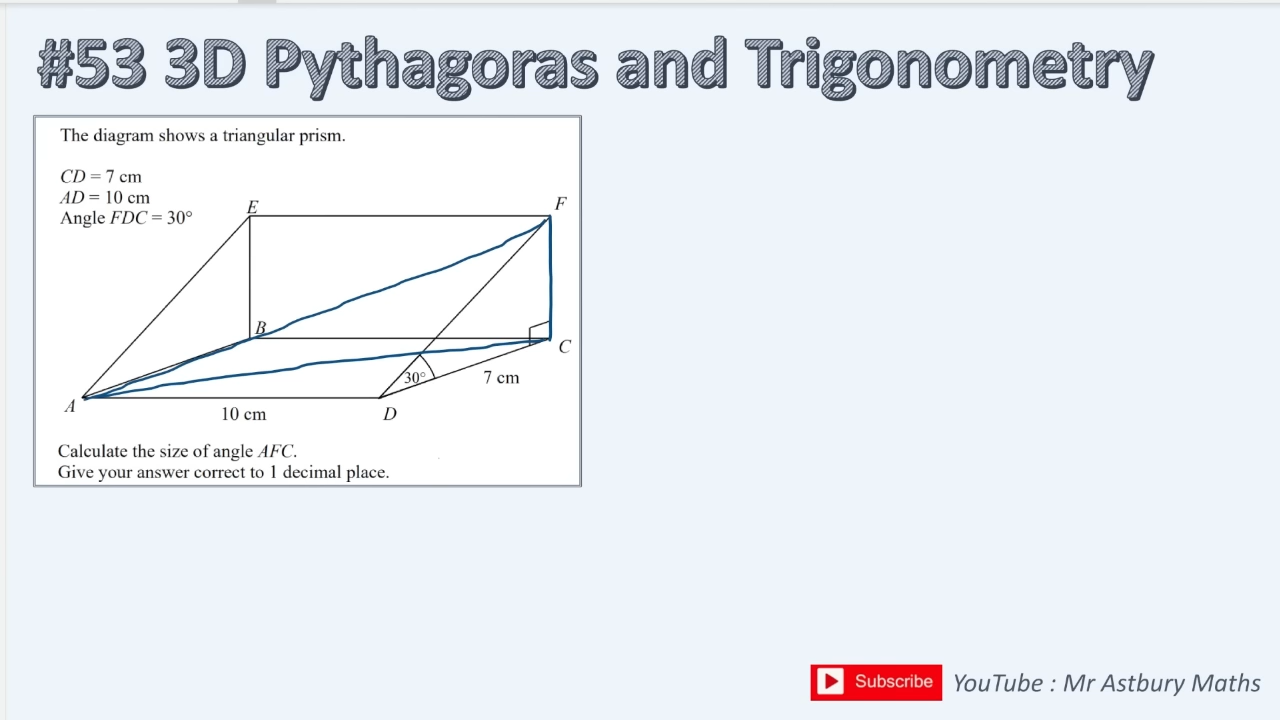 #53 3D Pythagoras and Trigonometry
The diagram shows a triangular prism.
CD = 7 cm
AD = 10 cm
Angle FDC = 30°
E
F
B
C
30°
7 cm
A
10 cm
D
Calculate the size of angle AFC.
Give your answer correct to 1 decimal place.
Subscribe
YouTube : Mr Astbury Maths